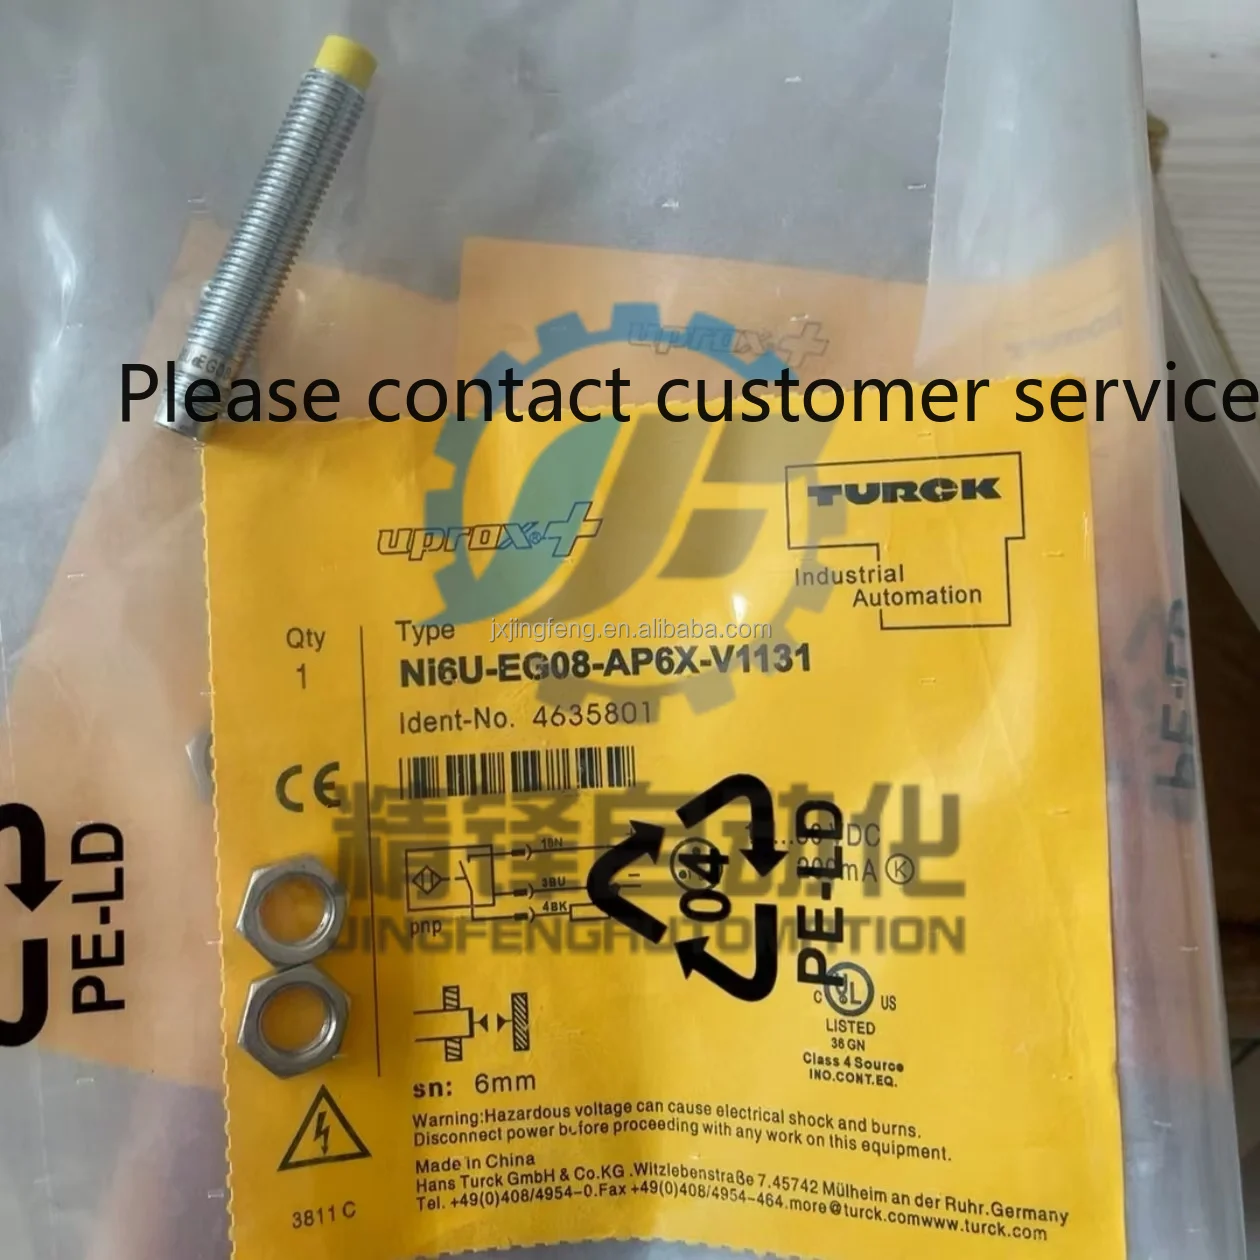 Please contact customer service
uprox®+
TURCK
Industrial
Automation
Qty
1
Type
jxjingfeng.en.alibaba.com
Ni6U-EG08-AP6X-V1131
Ident-No. 4635801
CE
精锋自动化
JINGFENGAUTOMATION
1BN
3BU
4BK
pnp
DC
mA K
04
PE-LD
PE-LD
C UL US
LISTED
36 GN
Class 4 Source
IND.CONT.EQ.
sn: 6mm
Warning:Hazardous voltage can cause electrical shock and burns.
Disconnect power before proceeding with any work on this equipment.
Made in China
Hans Turck GmbH & Co.KG .Witzlebenstraße 7.45742 Mülheim an der Ruhr.Germany
Tel. +49(0)408/4954-0.Fax +49(0)408/4954-464.more@turck.comwww.turck.com
3811 C